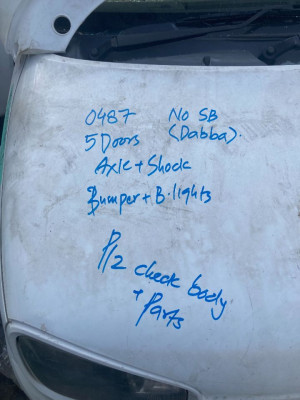 0487 No SB
5 Doors (Dabba).
Axle + Shock
Bumper + B.lights
P/2 check body
+ Parts